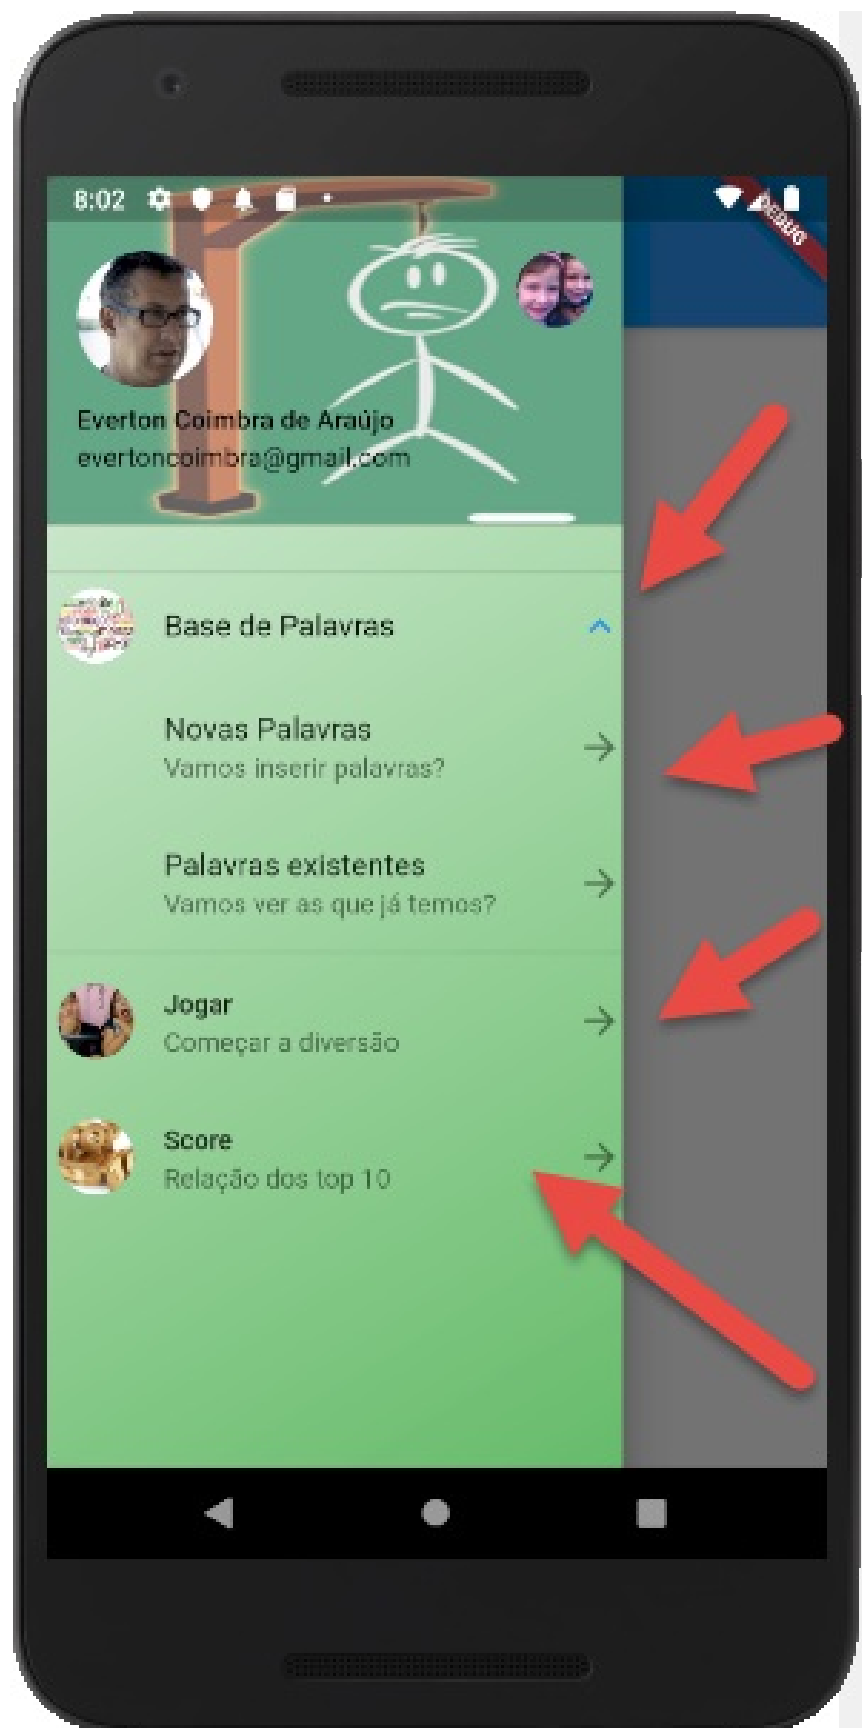 8:02
DEBUG
Everton Coimbra de Araújo
evertoncoimbra@gmail.com
Base de Palavras
Novas Palavras
Vamos inserir palavras?
Palavras existentes
Vamos ver as que já temos?
Jogar
Começar a diversão
Score
Relação dos top 10